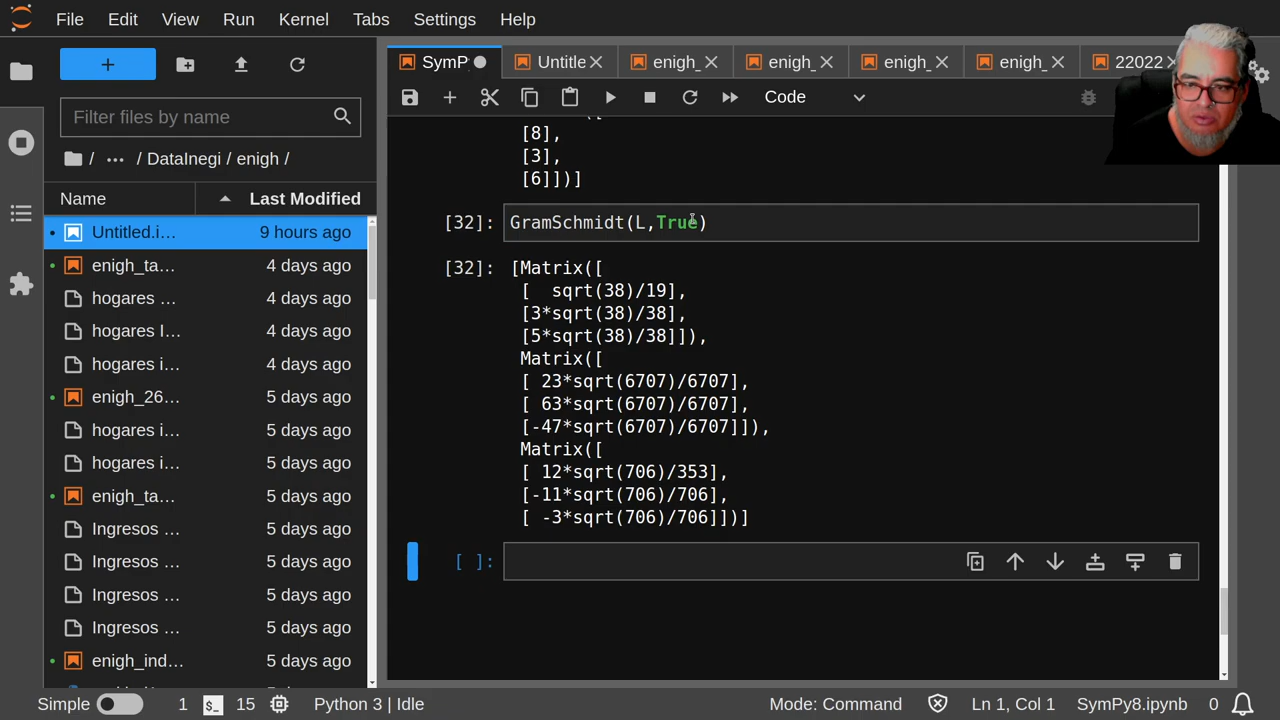 File Edit View Run Kernel Tabs Settings Help
SymP Untitle enigh_ enigh_ enigh_ enigh_ 22022
Code
Filter files by name
/ ··· / DataInegi / enigh /
Name Last Modified
Untitled.i… 9 hours ago
enigh_ta… 4 days ago
hogares … 4 days ago
hogares I… 4 days ago
hogares i… 4 days ago
enigh_26… 5 days ago
hogares i… 5 days ago
hogares i… 5 days ago
enigh_ta… 5 days ago
Ingresos … 5 days ago
Ingresos … 5 days ago
Ingresos … 5 days ago
Ingresos … 5 days ago
enigh_ind… 5 days ago
[8],
[3],
[6]])]
[32]: GramSchmidt(L,True)
[32]: [Matrix([
[ sqrt(38)/19],
[3*sqrt(38)/38],
[5*sqrt(38)/38]]),
Matrix([
[ 23*sqrt(6707)/6707],
[ 63*sqrt(6707)/6707],
[-47*sqrt(6707)/6707]]),
Matrix([
[ 12*sqrt(706)/353],
[-11*sqrt(706)/706],
[ -3*sqrt(706)/706]])]
[ ]:
Simple 1 15 Python 3 | Idle Mode: Command Ln 1, Col 1 SymPy8.ipynb 0